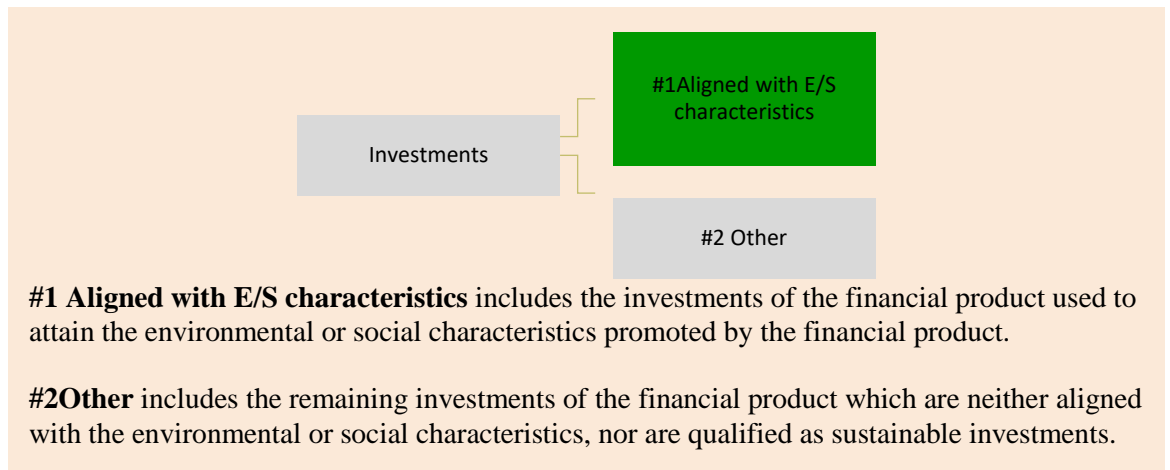 #1Aligned with E/S
characteristics
Investments
#2 Other
#1 Aligned with E/S characteristics includes the investments of the financial product used to
attain the environmental or social characteristics promoted by the financial product.
#2Other includes the remaining investments of the financial product which are neither aligned
with the environmental or social characteristics, nor are qualified as sustainable investments.